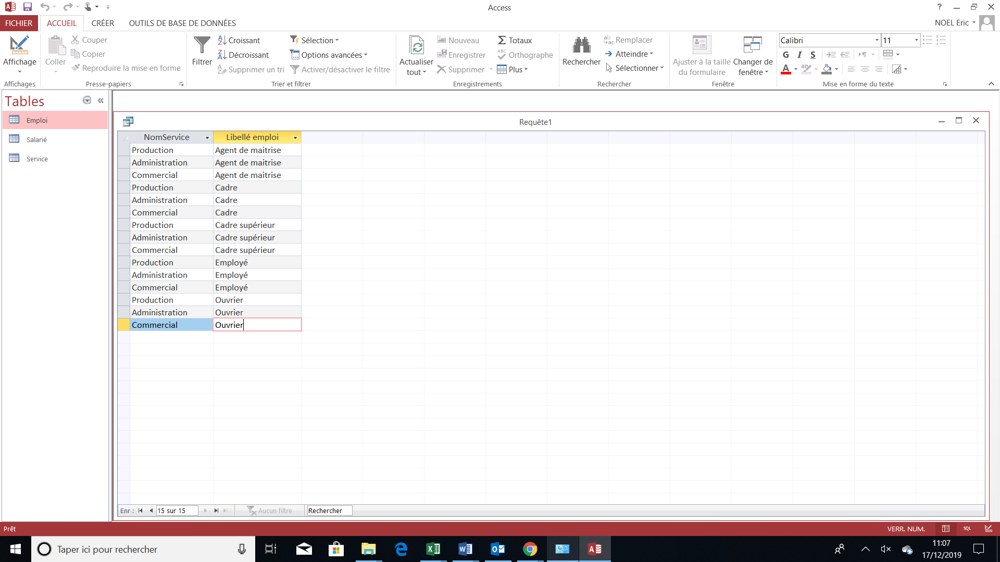 Access
FICHIER ACCUEIL CRÉER OUTILS DE BASE DE DONNÉES NOEL Eric
Affichage
Affichages
Coller
Couper
Copier
Reproduire la mise en forme
Presse-papiers
Filtrer
Croissant
Décroissant
Supprimer un tri
Sélection
Options avancées
Activer/désactiver le filtre
Trier et filtrer
Actualiser
tout
Nouveau
Enregistrer
Supprimer
Totaux
Orthographe
Plus
Enregistrements
Rechercher
Remplacer
Atteindre
Sélectionner
Rechercher
Ajuster à la taille
du formulaire
Changer de
fenêtre
Fenêtre
Calibri 11
G I S
A
Mise en forme du texte
Tables
Emploi
Salarié
Service
Requête1
NomService Libellé emploi
Production Agent de maitrise
Administration Agent de maitrise
Commercial Agent de maitrise
Production Cadre
Administration Cadre
Commercial Cadre
Production Cadre supérieur
Administration Cadre supérieur
Commercial Cadre supérieur
Production Employé
Administration Employé
Commercial Employé
Production Ouvrier
Administration Ouvrier
Commercial Ouvrier
Enr : 15 sur 15 Aucun filtre Rechercher
Prêt VERR. NUM. SQL
Taper ici pour rechercher
11:07
17/12/2019